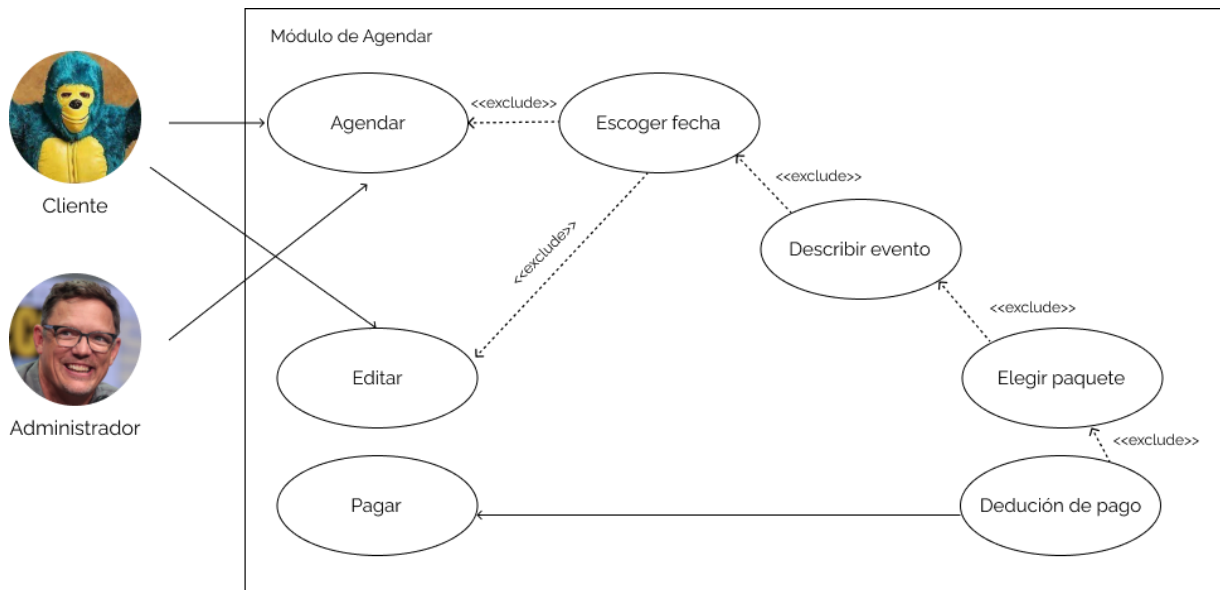 Módulo de Agendar
Agendar
<<exclude>>
Escoger fecha
<<exclude>>
Cliente
Describir evento
<<exclude>>
<<exclude>>
Editar
Elegir paquete
Administrador
<<exclude>>
Pagar
Dedución de pago